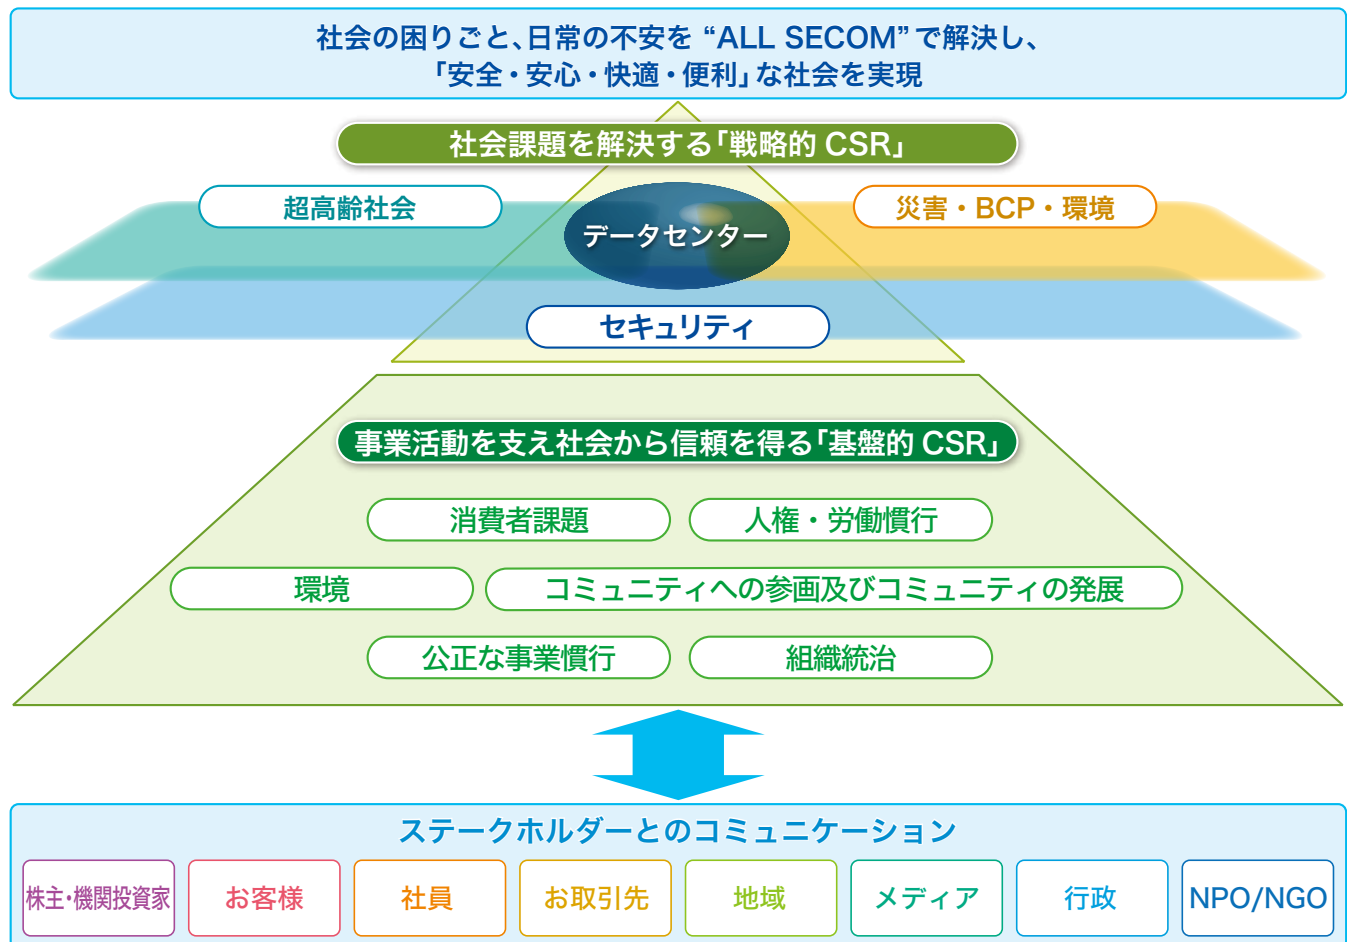 社会の困りごと、日常の不安を “ALL SECOM” で解決し、
「安全・安心・快適・便利」な社会を実現
社会課題を解決する「戦略的 CSR」
超高齢社会
災害・BCP・環境
データセンター
セキュリティ
事業活動を支え社会から信頼を得る「基盤的 CSR」
消費者課題
人権・労働慣行
環境
コミュニティへの参画及びコミュニティの発展
公正な事業慣行
組織統治
ステークホルダーとのコミュニケーション
株主・機関投資家
お客様
社員
お取引先
地域
メディア
行政
NPO/NGO